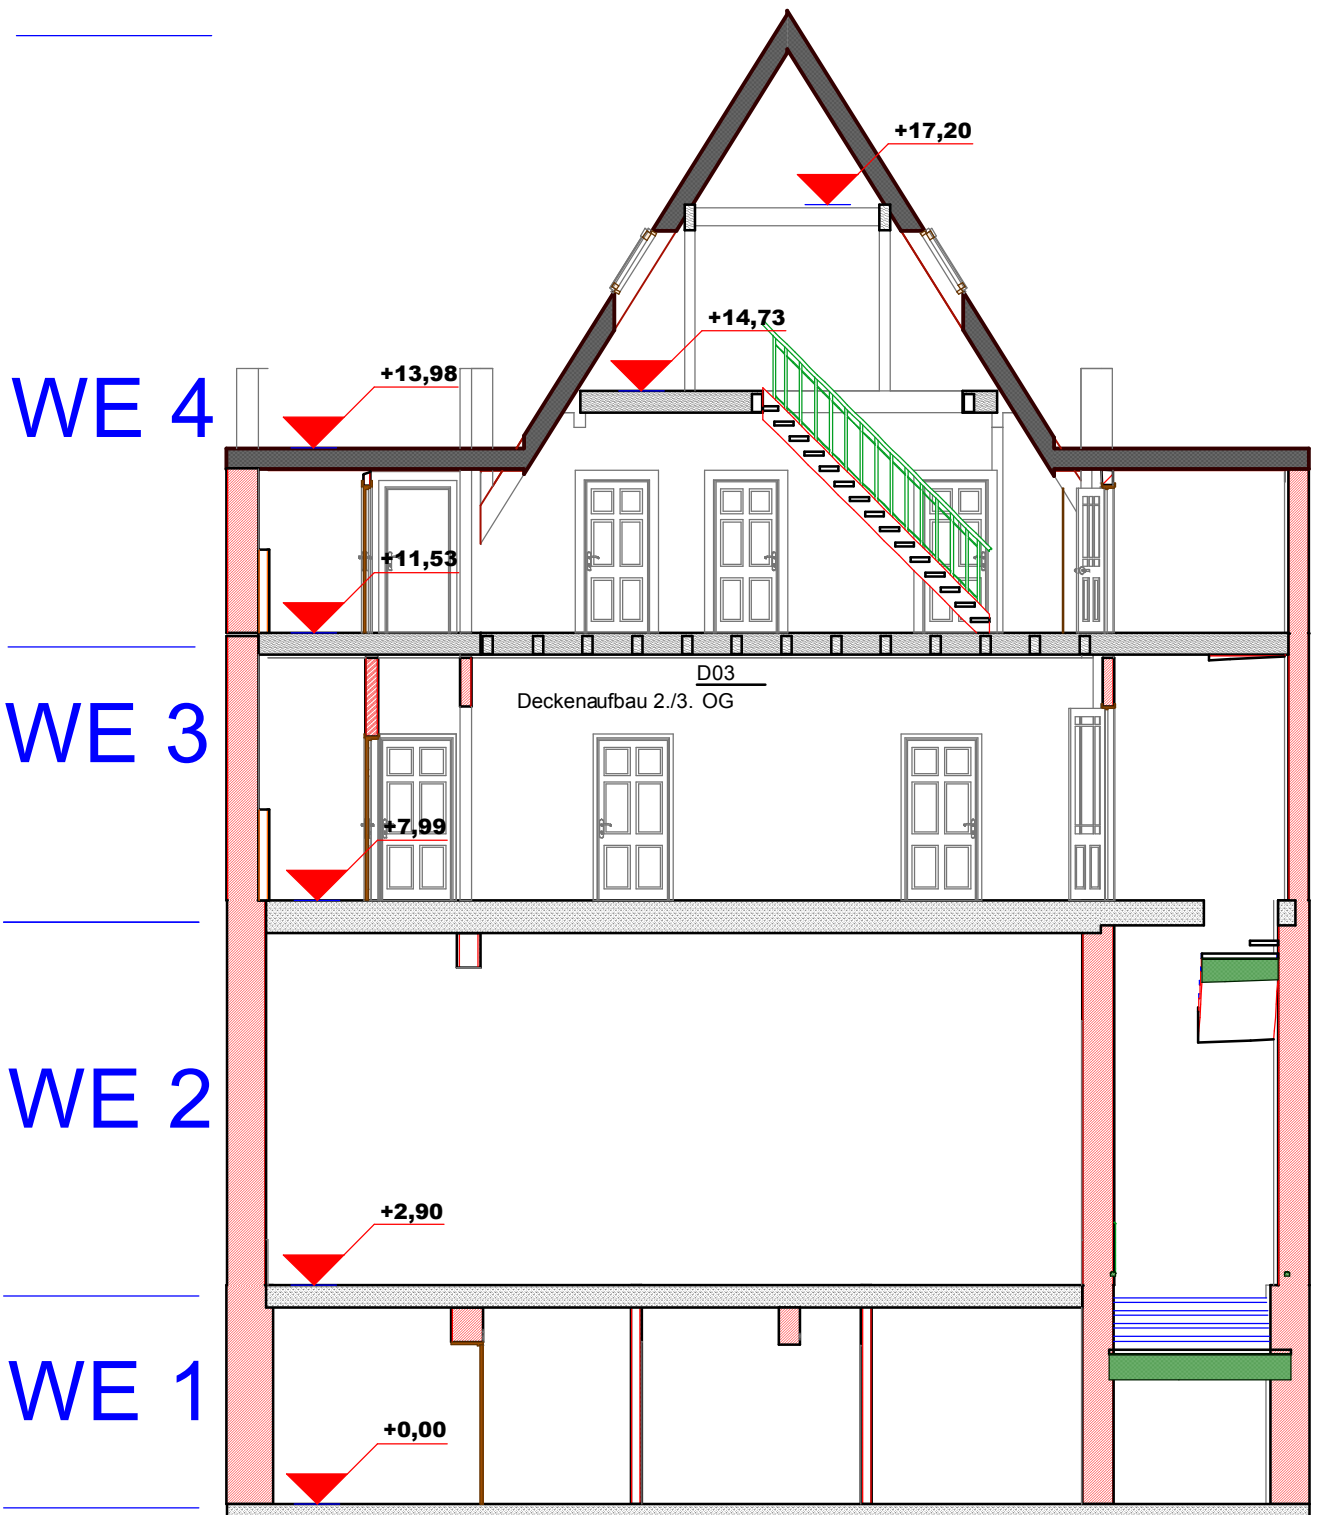 +17,20
+14,73
+13,98
WE 4
+11,53
D03
Deckenaufbau 2./3. OG
WE 3
+7,99
WE 2
+2,90
WE 1
+0,00